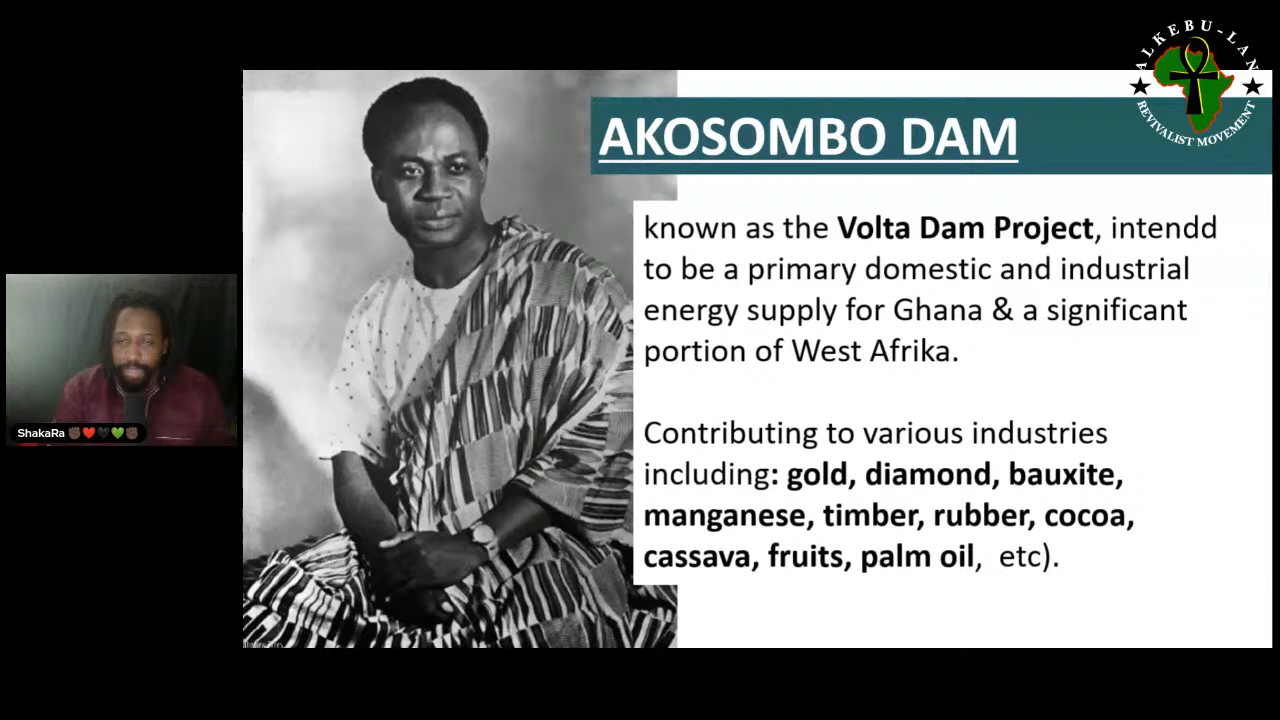 ALKEBU-LAN
REVIVALIST MOVEMENT
AKOSOMBO DAM
known as the Volta Dam Project, intendd
to be a primary domestic and industrial
energy supply for Ghana & a significant
portion of West Afrika.
Contributing to various industries
including: gold, diamond, bauxite,
manganese, timber, rubber, cocoa,
cassava, fruits, palm oil, etc).
ShakaRa ✊🏿❤️🖤💚✊🏿